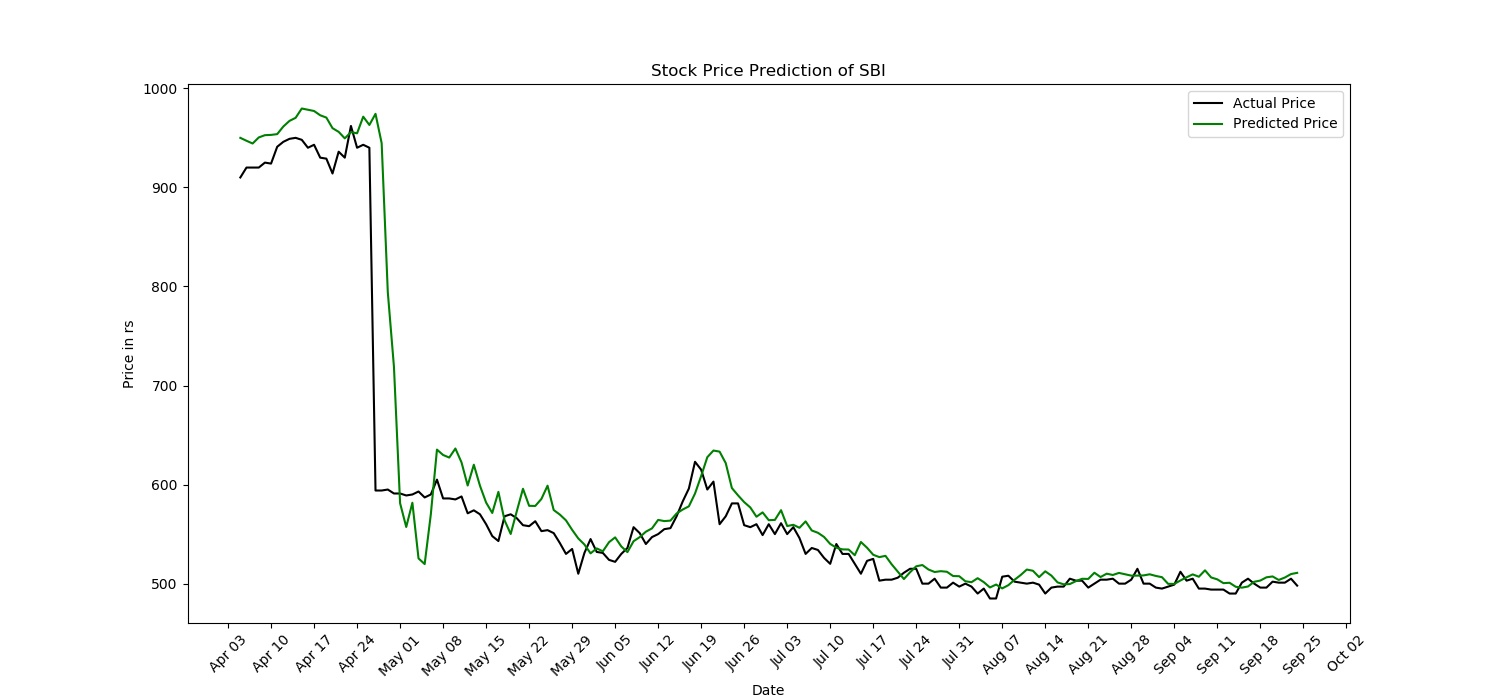 Stock Price Prediction of SBI
Actual Price
Predicted Price
1000
900
800
700
600
500
Price in rs
Apr 03
Apr 10
Apr 17
Apr 24
May 01
May 08
May 15
May 22
May 29
Jun 05
Jun 12
Jun 19
Jun 26
Jul 03
Jul 10
Jul 17
Jul 24
Jul 31
Aug 07
Aug 14
Aug 21
Aug 28
Sep 04
Sep 11
Sep 18
Sep 25
Oct 02
Date